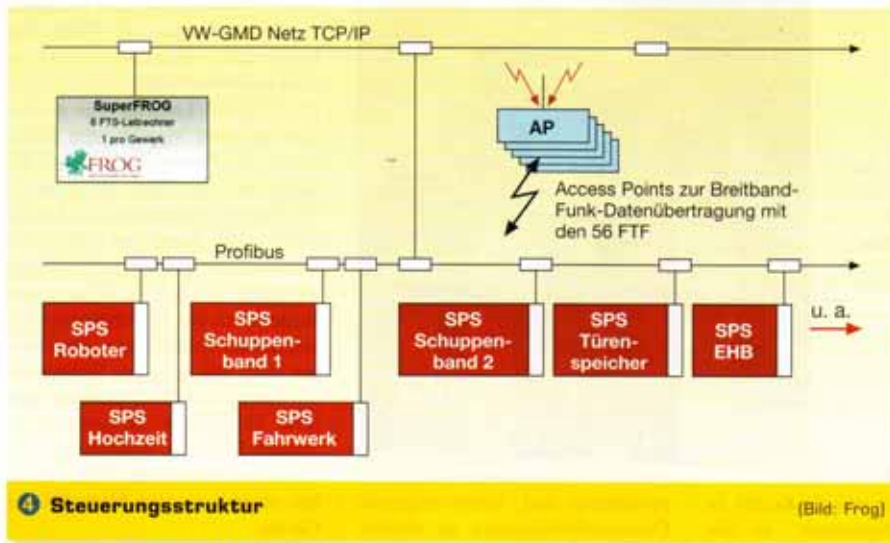 VW-GMD Netz TCP/IP
SuperFROG
6 FTS-Leitrechner
1 pro Gewerk
FROG
AP
Access Points zur Breitband-
Funk-Datenübertragung mit
den 56 FTF
Profibus
SPS
Roboter
SPS
Schuppen-
band 1
SPS
Schuppen-
band 2
SPS
Türen-
speicher
SPS
EHB
u. a.
SPS
Hochzeit
SPS
Fahrwerk
4 Steuerungsstruktur
(Bild: Frog)